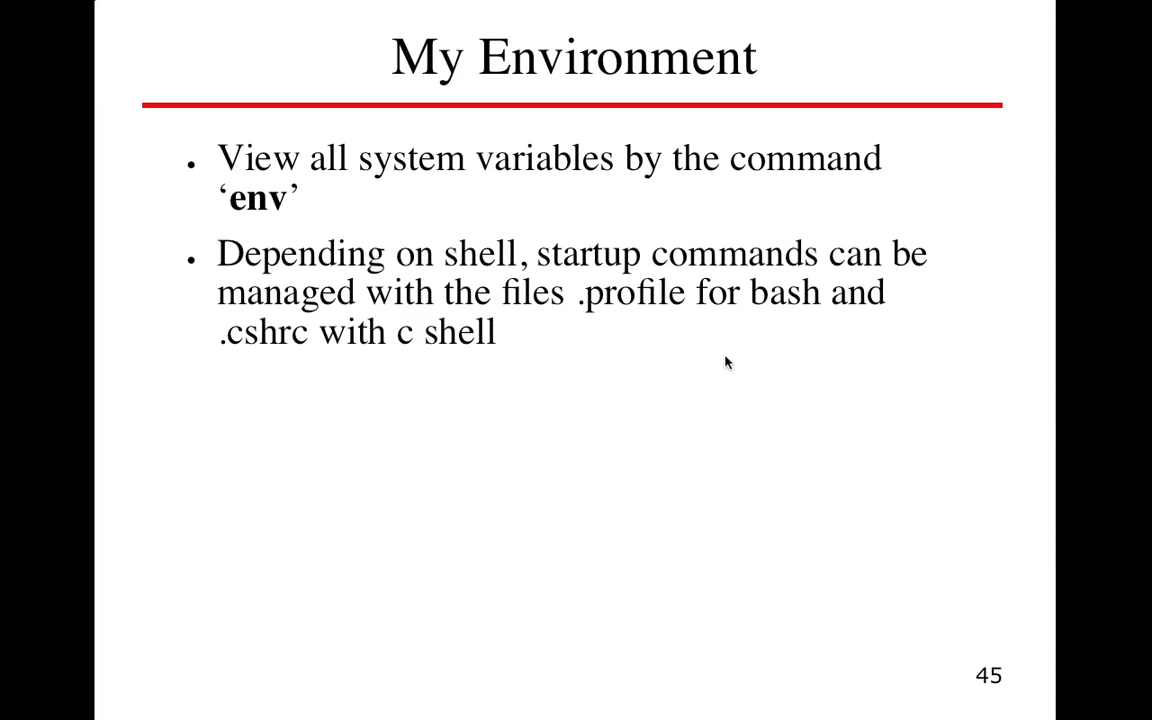 My Environment
• View all system variables by the command
‘env’
• Depending on shell, startup commands can be
managed with the files .profile for bash and
.cshrc with c shell
45